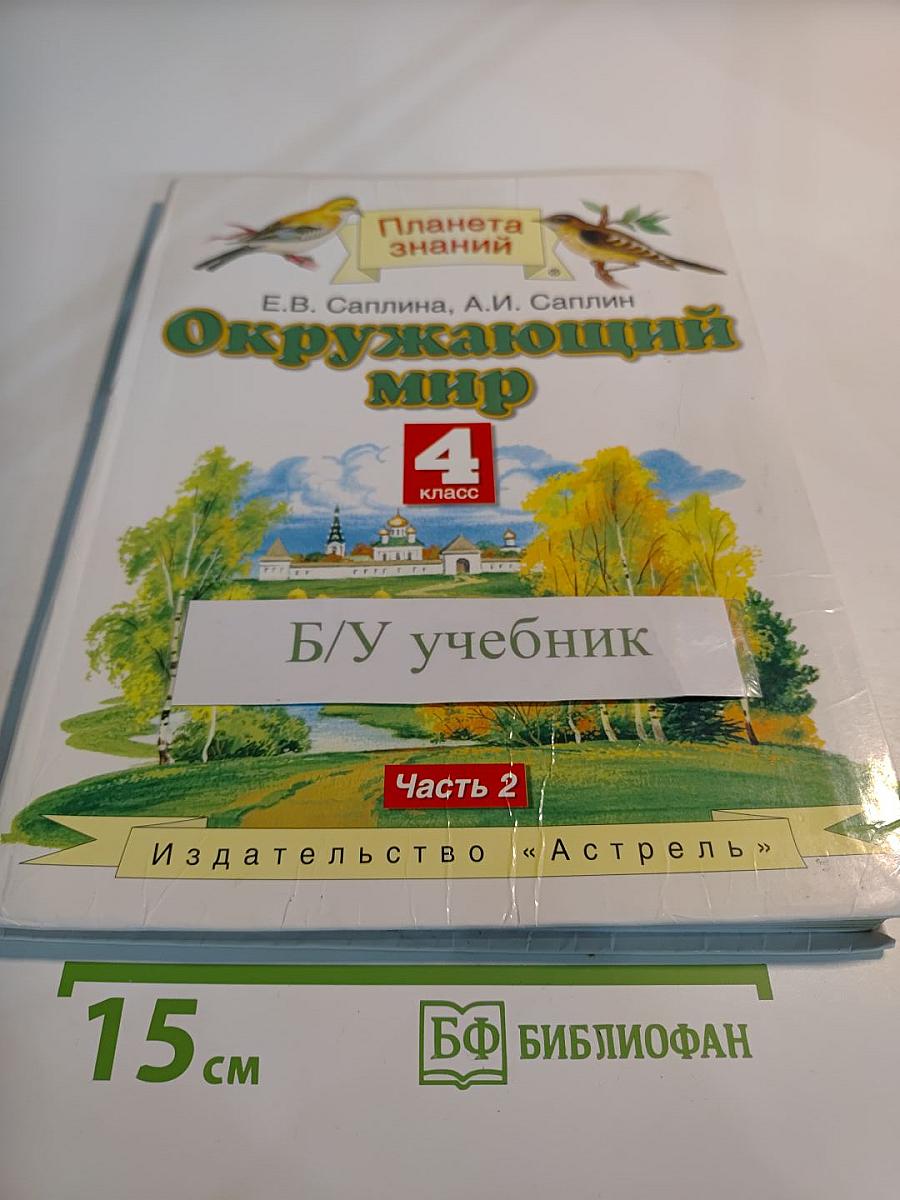 Планета
знаний
®
Е.В. Саплина, А.И. Саплин
Окружающий
мир
4
класс
Б/У учебник
Часть 2
Издательство «Астрель»
15 см
БФ БИБЛИОФАН